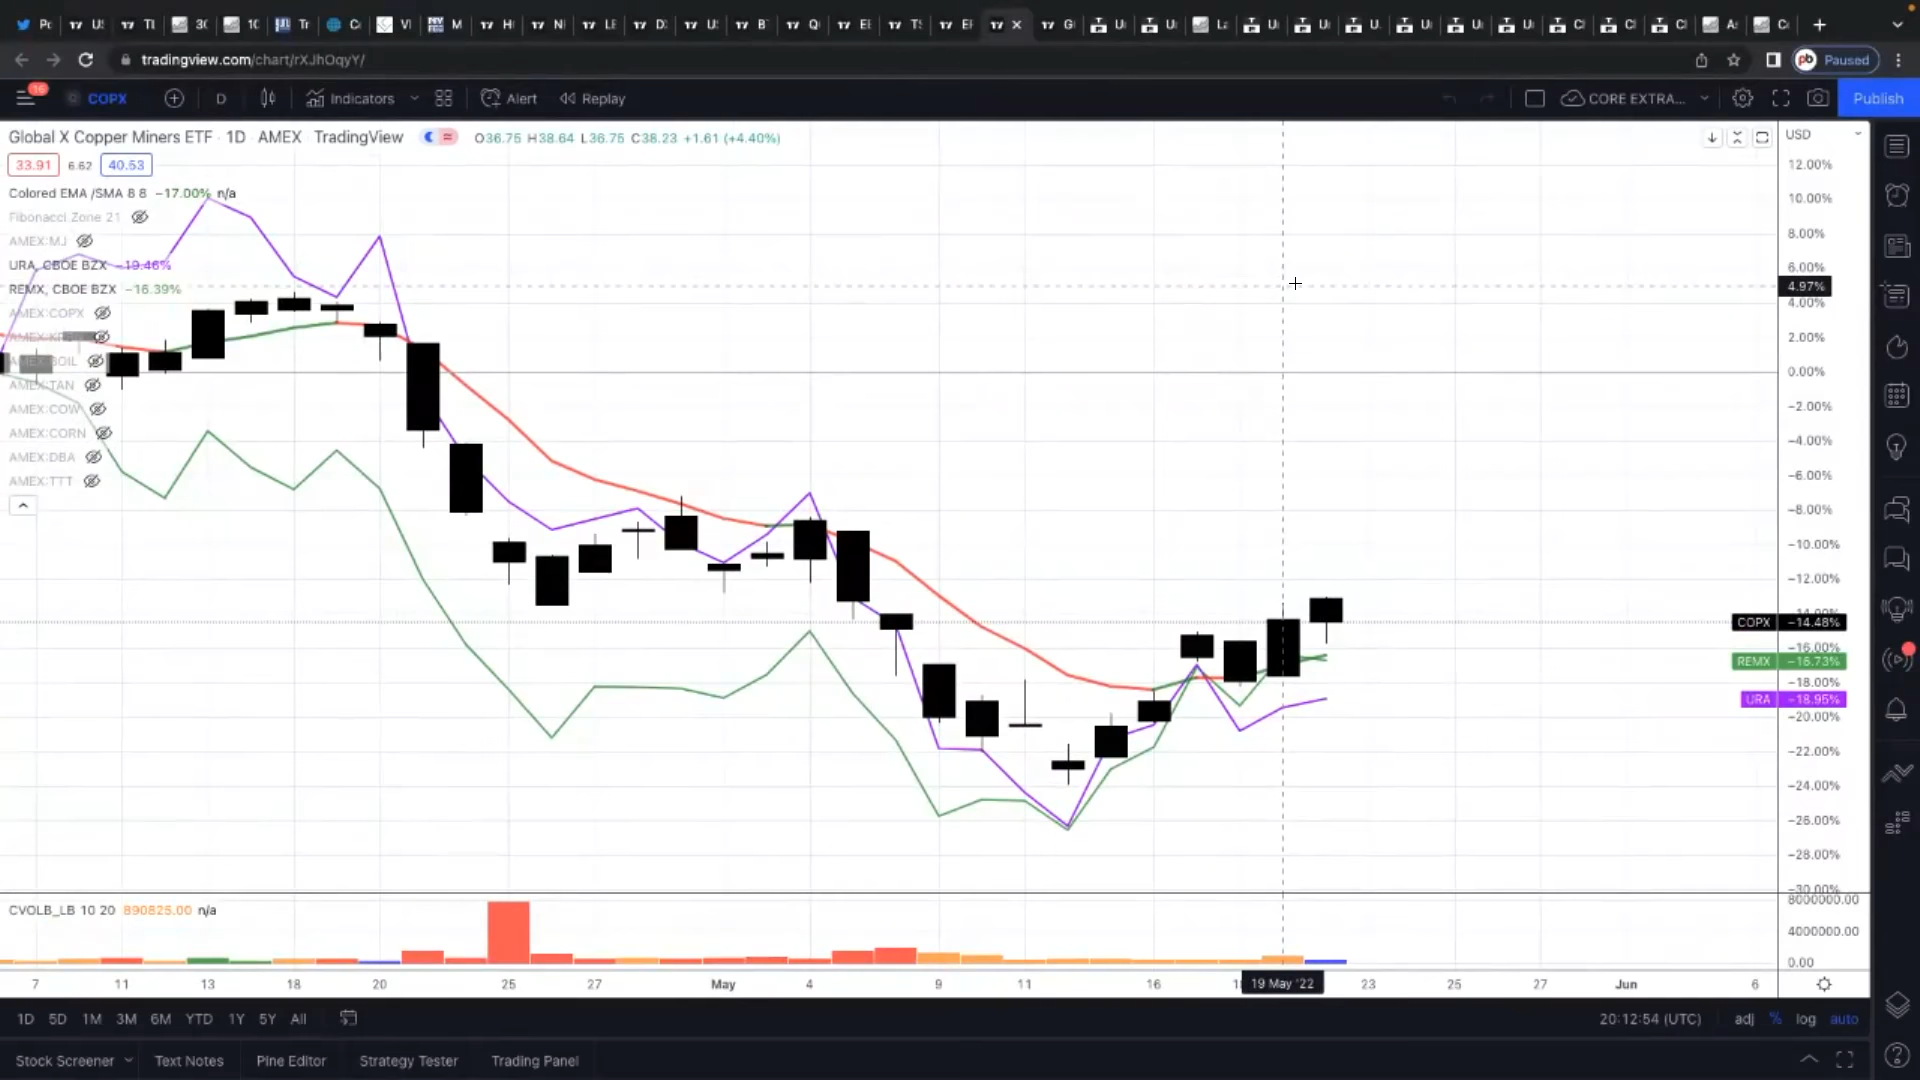 tradingview.com/chart/rXJhOqyY/
Paused
16
COPX
D
Indicators
Alert
Replay
CORE EXTRA...
Publish
Global X Copper Miners ETF · 1D · AMEX TradingView
O36.75 H38.64 L36.75 C38.23 +1.61 (+4.40%)
USD
33.91 6.62 40.53
Colored EMA /SMA 8 8 −17.00% n/a
Fibonacci Zone 21
AMEX:MJ
URA, CBOE BZX −19.46%
REMX, CBOE BZX −16.39%
AMEX:COPX
AMEX:TAN
AMEX:COW
AMEX:CORN
AMEX:DBA
AMEX:TTT
12.00%
10.00%
8.00%
6.00%
4.97%
4.00%
2.00%
0.00%
−2.00%
−4.00%
−6.00%
−8.00%
−10.00%
−12.00%
COPX −14.48%
−16.00%
REMX −16.73%
−18.00%
URA −18.95%
−20.00%
−22.00%
−24.00%
−26.00%
−28.00%
−30.00%
CVOLB_LB 10 20 890825.00 n/a
8000000.00
4000000.00
0.00
7 11 13 18 20 25 27 May 4 9 11 16 19 May '22 23 25 27 Jun 6
1D 5D 1M 3M 6M YTD 1Y 5Y All
20:12:54 (UTC) adj % log auto
Stock Screener Text Notes Pine Editor Strategy Tester Trading Panel